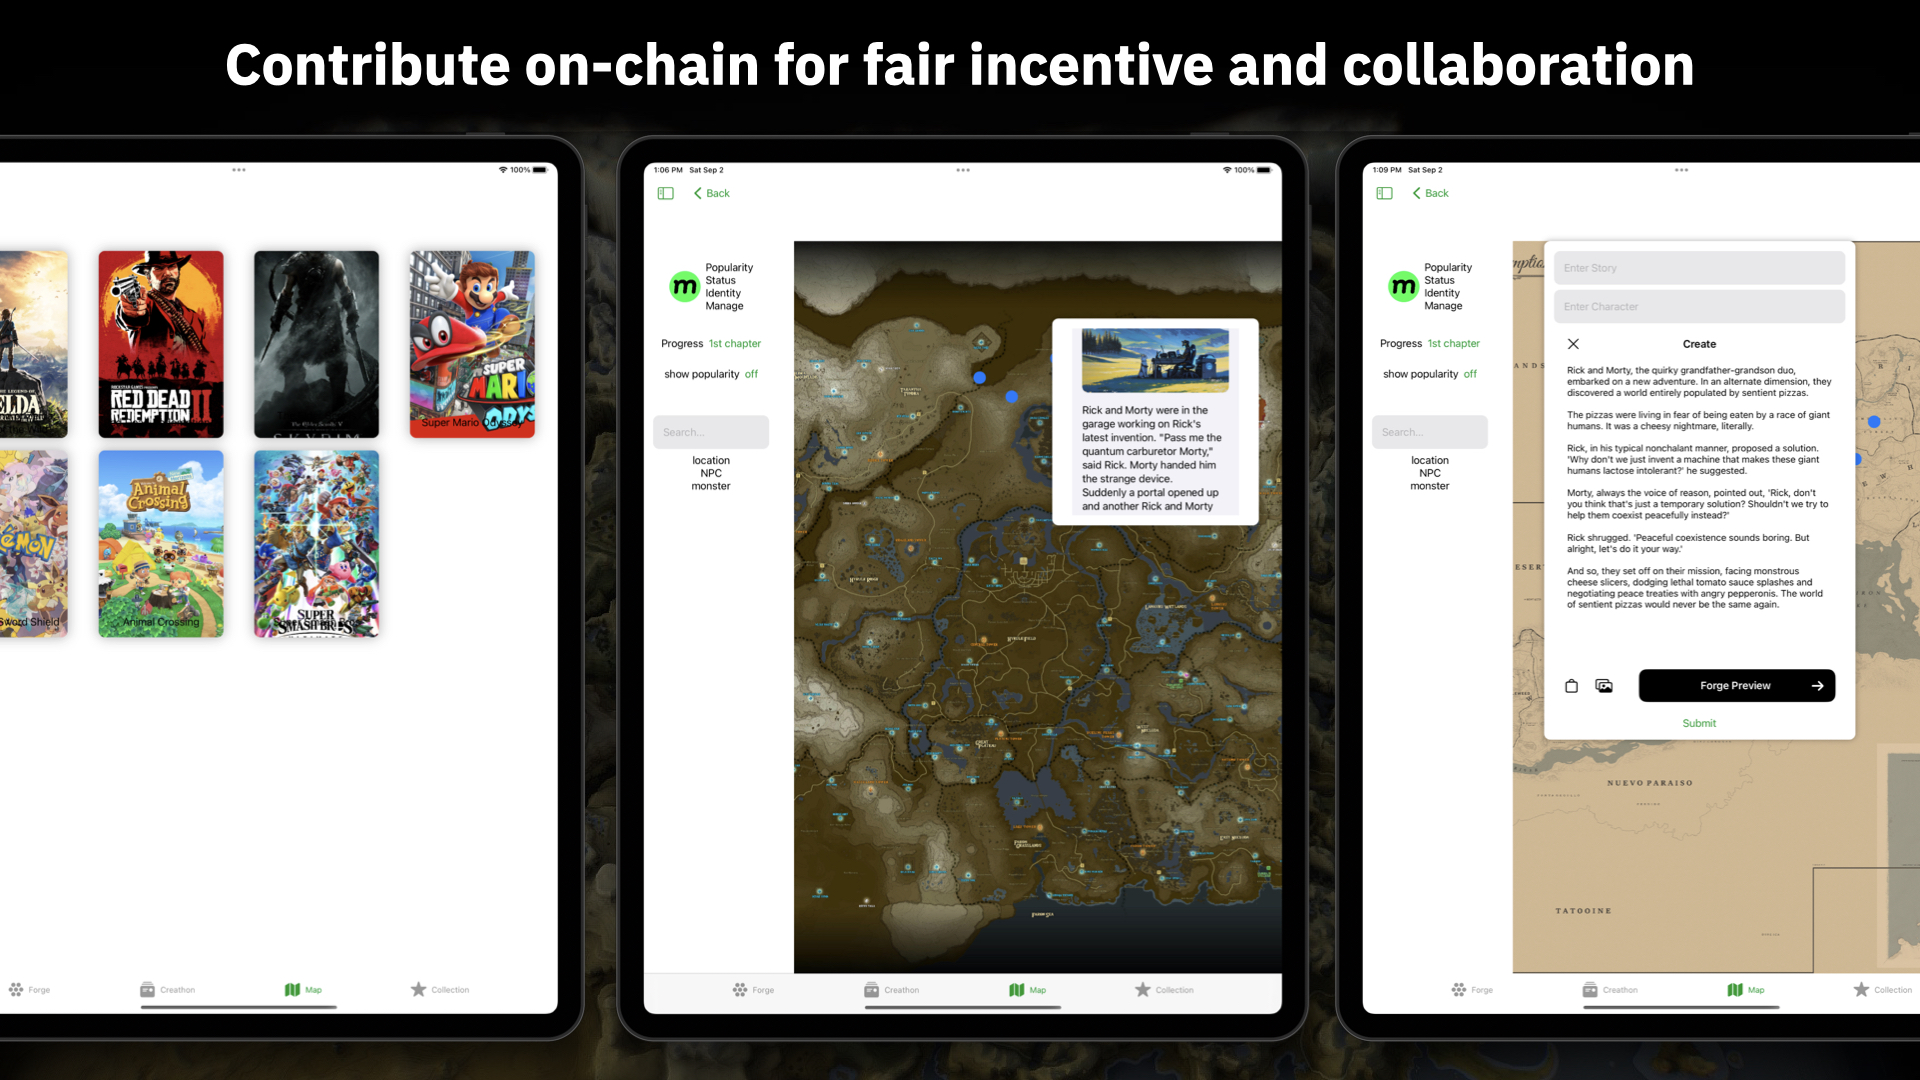 Contribute on-chain for fair incentive and collaboration
100%
RED DEAD
REDEMPTION II
SKYRIM
SUPER
MARIO
ODYS
Super Mario Odyssey
ELDA
Sword Shield
Animal
Crossing
Animal Crossing
SUPER
SMASH BROS
Forge
Creathon
Map
Collection
1:06 PM Sat Sep 2
100%
Back
m
Popularity
Status
Identity
Manage
Progress 1st chapter
show popularity off
Search...
location
NPC
monster
Rick and Morty were in the
garage working on Rick's
latest invention. "Pass me the
quantum carburetor Morty,"
said Rick. Morty handed him
the strange device.
Suddenly a portal opened up
and another Rick and Morty
Forge
Creathon
Map
Collection
1:09 PM Sat Sep 2
Back
m
Popularity
Status
Identity
Manage
Progress 1st chapter
show popularity off
Search...
location
NPC
monster
Enter Story
Enter Character
Create
Rick and Morty, the quirky grandfather-grandson duo,
embarked on a new adventure. In an alternate dimension, they
discovered a world entirely populated by sentient pizzas.
The pizzas were living in fear of being eaten by a race of giant
humans. It was a cheesy nightmare, literally.
Rick, in his typical nonchalant manner, proposed a solution.
'Why don't we just invent a machine that makes these giant
humans lactose intolerant?' he suggested.
Morty, always the voice of reason, pointed out, 'Rick, don't
you think that's just a temporary solution? Shouldn't we try to
help them coexist peacefully instead?'
Rick shrugged. 'Peaceful coexistence sounds boring. But
alright, let's do it your way.'
And so, they set off on their mission, facing monstrous
cheese slicers, dodging lethal tomato sauce splashes and
negotiating peace treaties with angry pepperonis. The world
of sentient pizzas would never be the same again.
Forge Preview
Submit
NUEVO PARAISO
TATOOINE
Forge
Creathon
Map
Collection